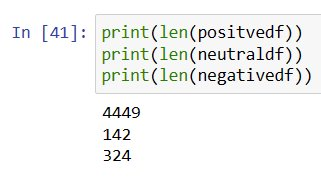 In [41]: print(len(positvedf))
print(len(neutraldf))
print(len(negativedf))
4449
142
324